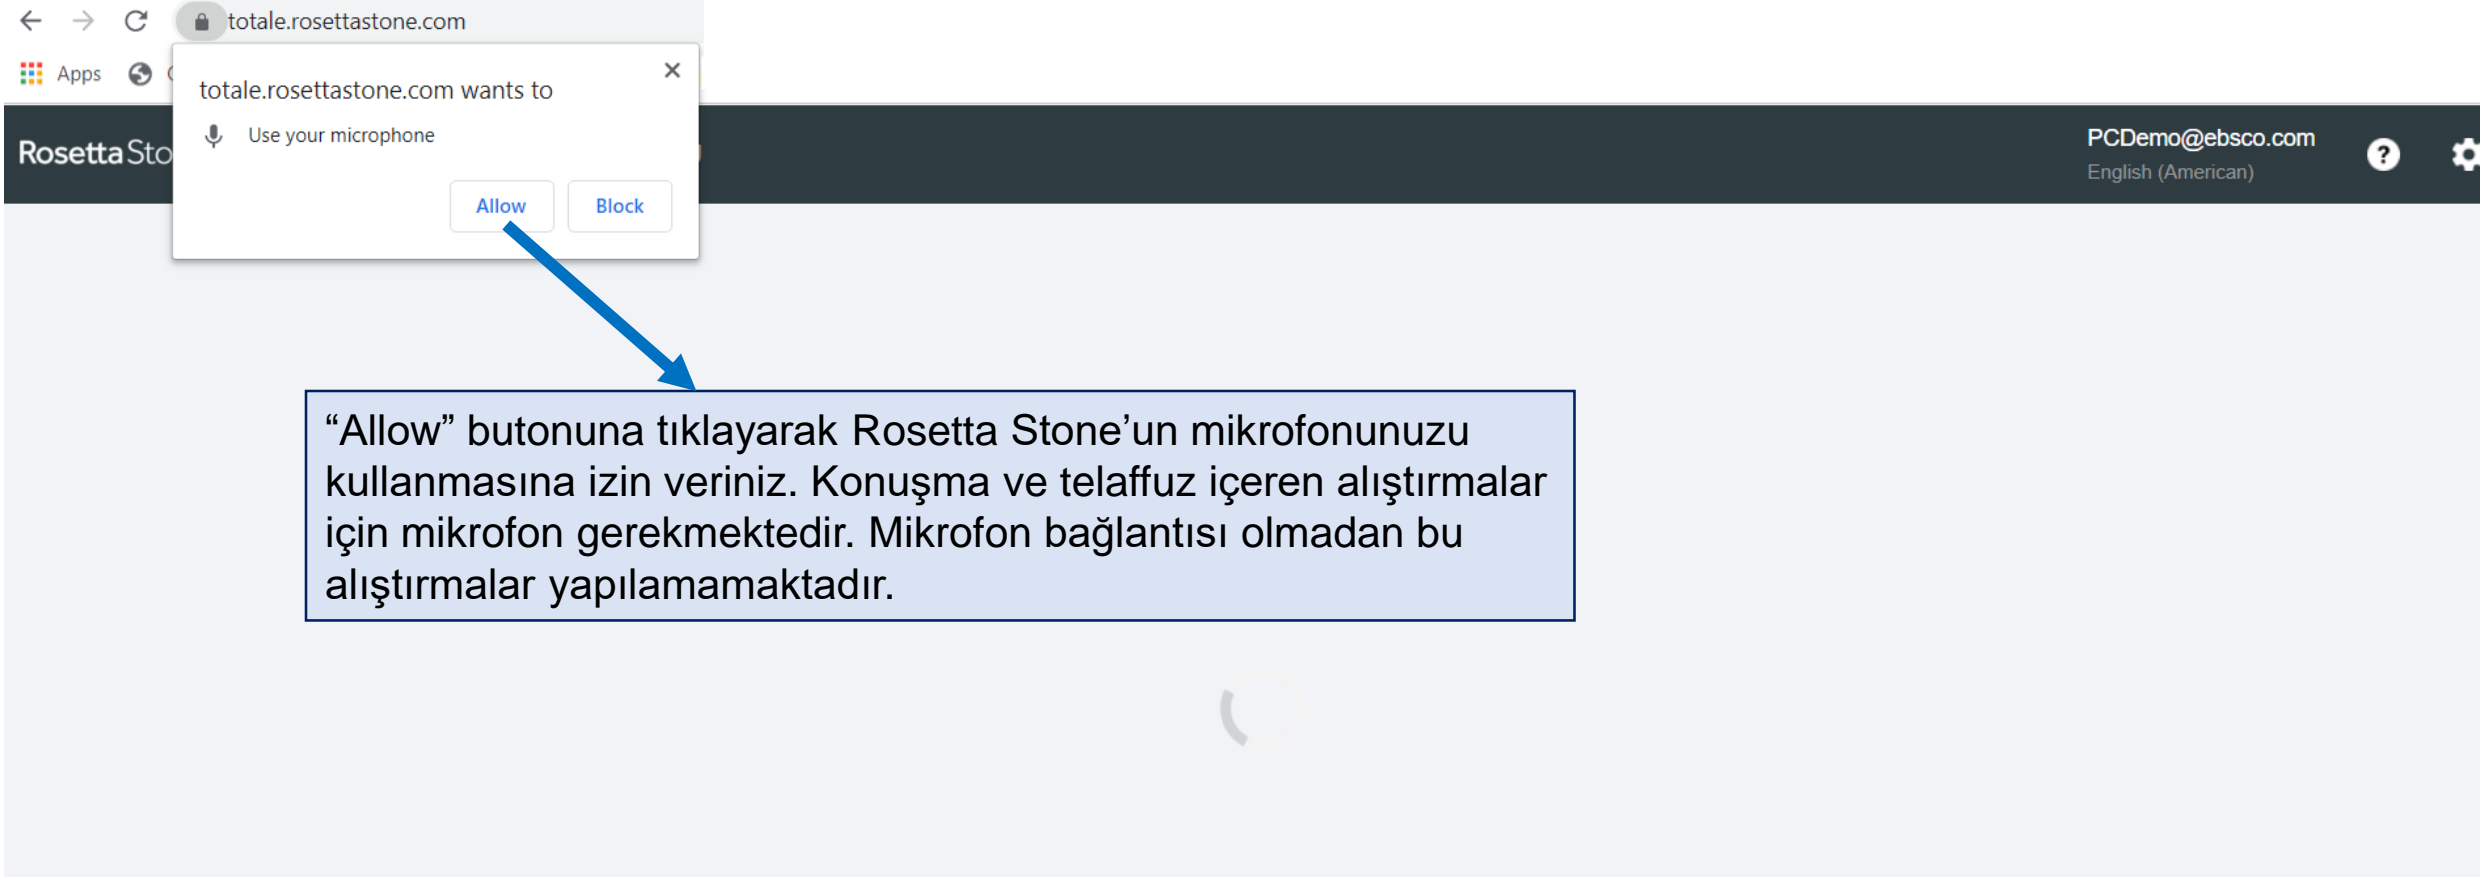 totale.rosettastone.com
Apps
totale.rosettastone.com wants to
Use your microphone
Allow
Block
Rosetta Sto
PCDemo@ebsco.com
English (American)
?
“Allow” butonuna tıklayarak Rosetta Stone’un mikrofonunuzu
kullanmasına izin veriniz. Konuşma ve telaffuz içeren alıştırmalar
için mikrofon gerekmektedir. Mikrofon bağlantısı olmadan bu
alıştırmalar yapılamamaktadır.